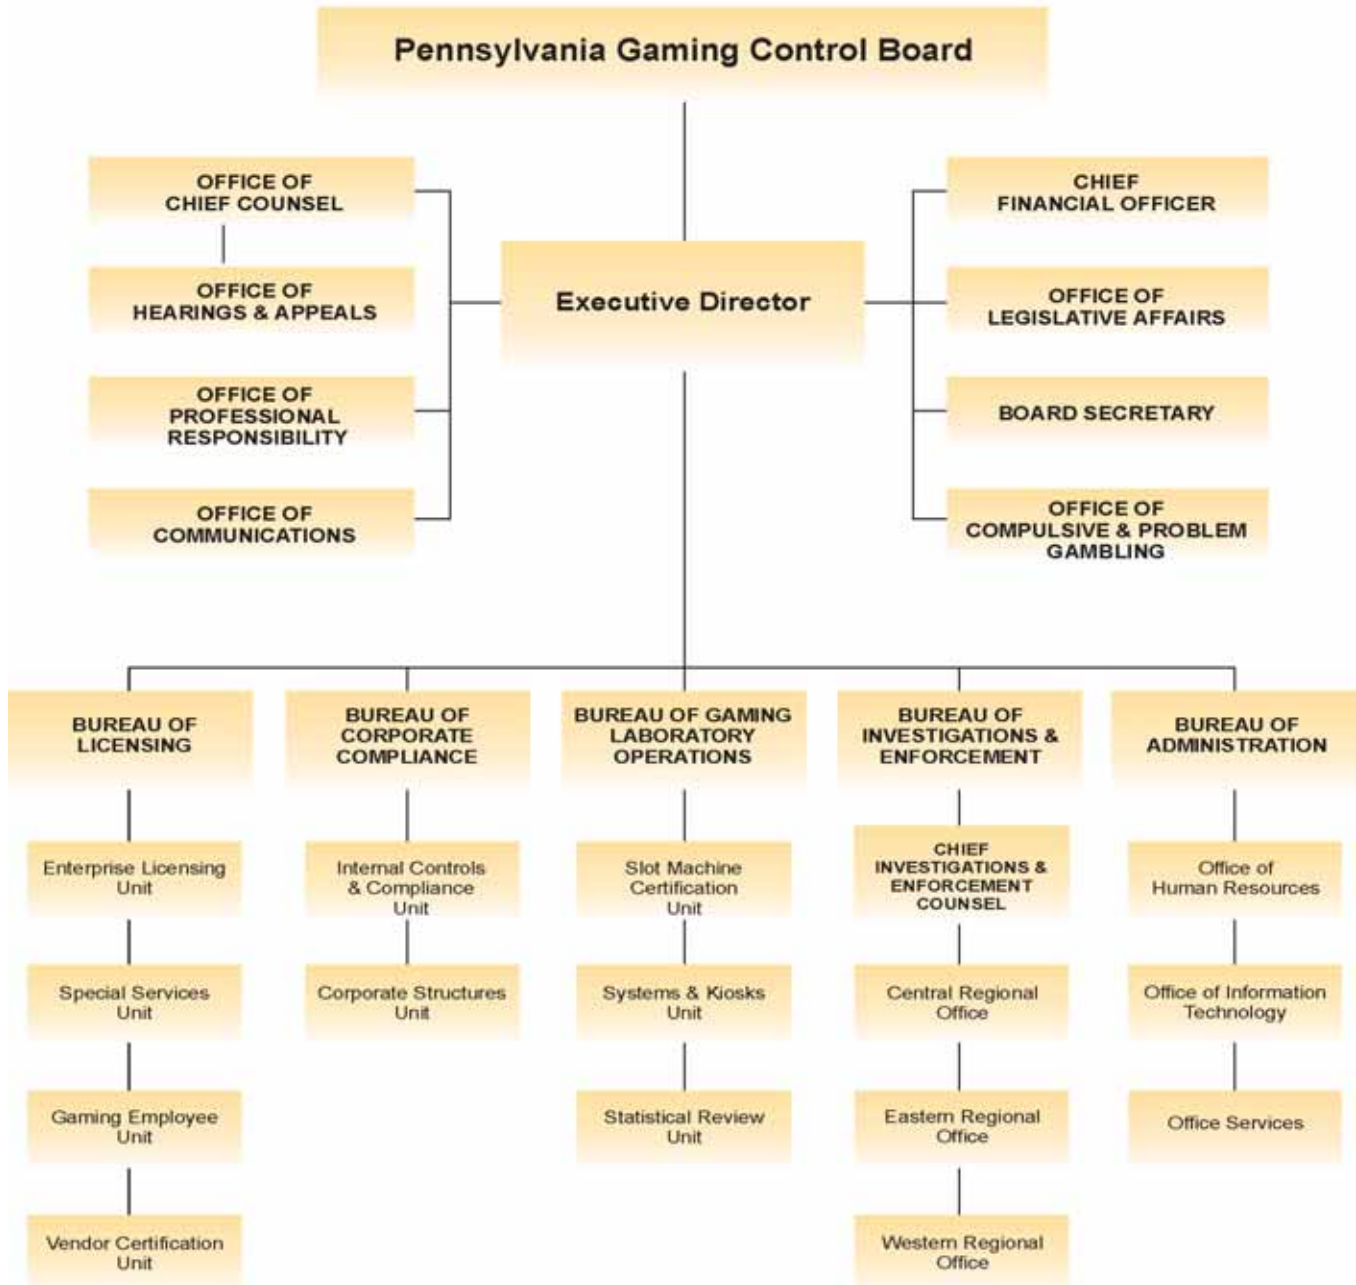 Pennsylvania Gaming Control Board
OFFICE OF
CHIEF COUNSEL
CHIEF
FINANCIAL OFFICER
OFFICE OF
HEARINGS & APPEALS
Executive Director
OFFICE OF
LEGISLATIVE AFFAIRS
OFFICE OF
PROFESSIONAL
RESPONSIBILITY
BOARD SECRETARY
OFFICE OF
COMMUNICATIONS
OFFICE OF
COMPULSIVE & PROBLEM
GAMBLING
BUREAU OF
LICENSING
BUREAU OF
CORPORATE
COMPLIANCE
BUREAU OF GAMING
LABORATORY
OPERATIONS
BUREAU OF
INVESTIGATIONS &
ENFORCEMENT
BUREAU OF
ADMINISTRATION
Enterprise Licensing
Unit
Internal Controls
& Compliance
Unit
Slot Machine
Certification
Unit
CHIEF
INVESTIGATIONS &
ENFORCEMENT
COUNSEL
Office of
Human Resources
Special Services
Unit
Corporate Structures
Unit
Systems & Kiosks
Unit
Central Regional
Office
Office of Information
Technology
Gaming Employee
Unit
Statistical Review
Unit
Eastern Regional
Office
Office Services
Vendor Certification
Unit
Western Regional
Office